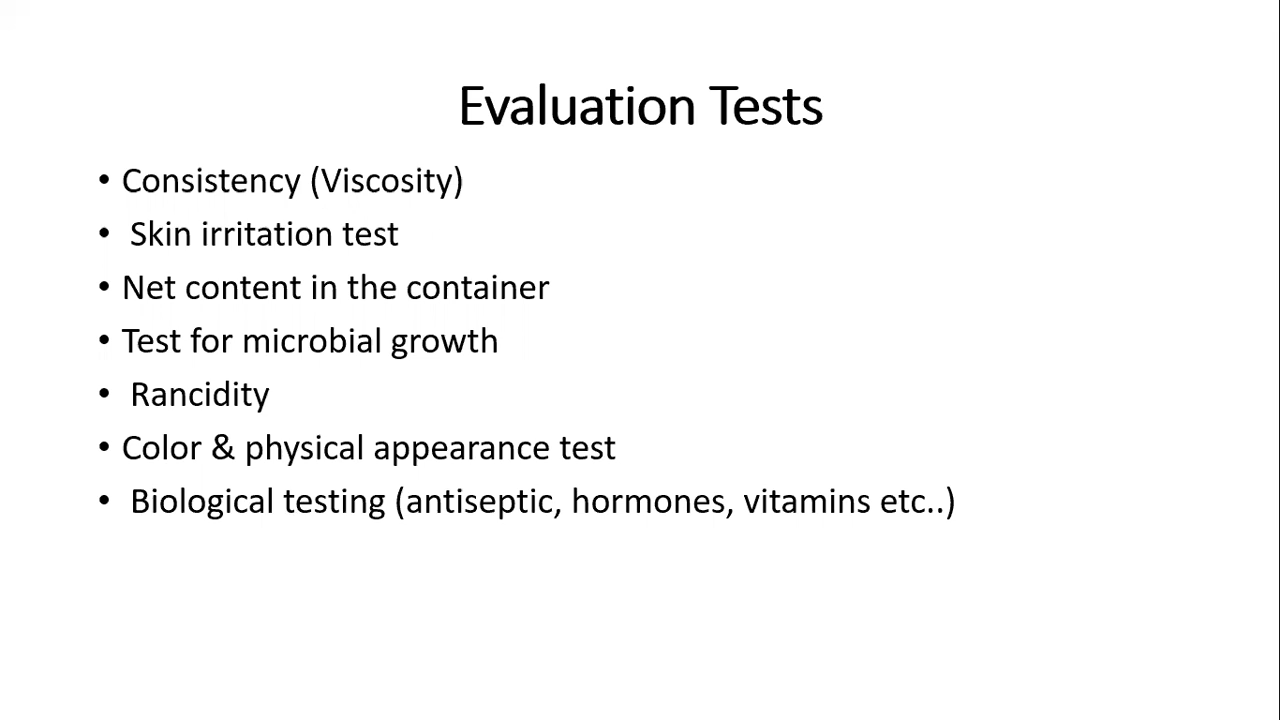 Evaluation Tests
• Consistency (Viscosity)
• Skin irritation test
• Net content in the container
• Test for microbial growth
• Rancidity
• Color & physical appearance test
• Biological testing (antiseptic, hormones, vitamins etc..)